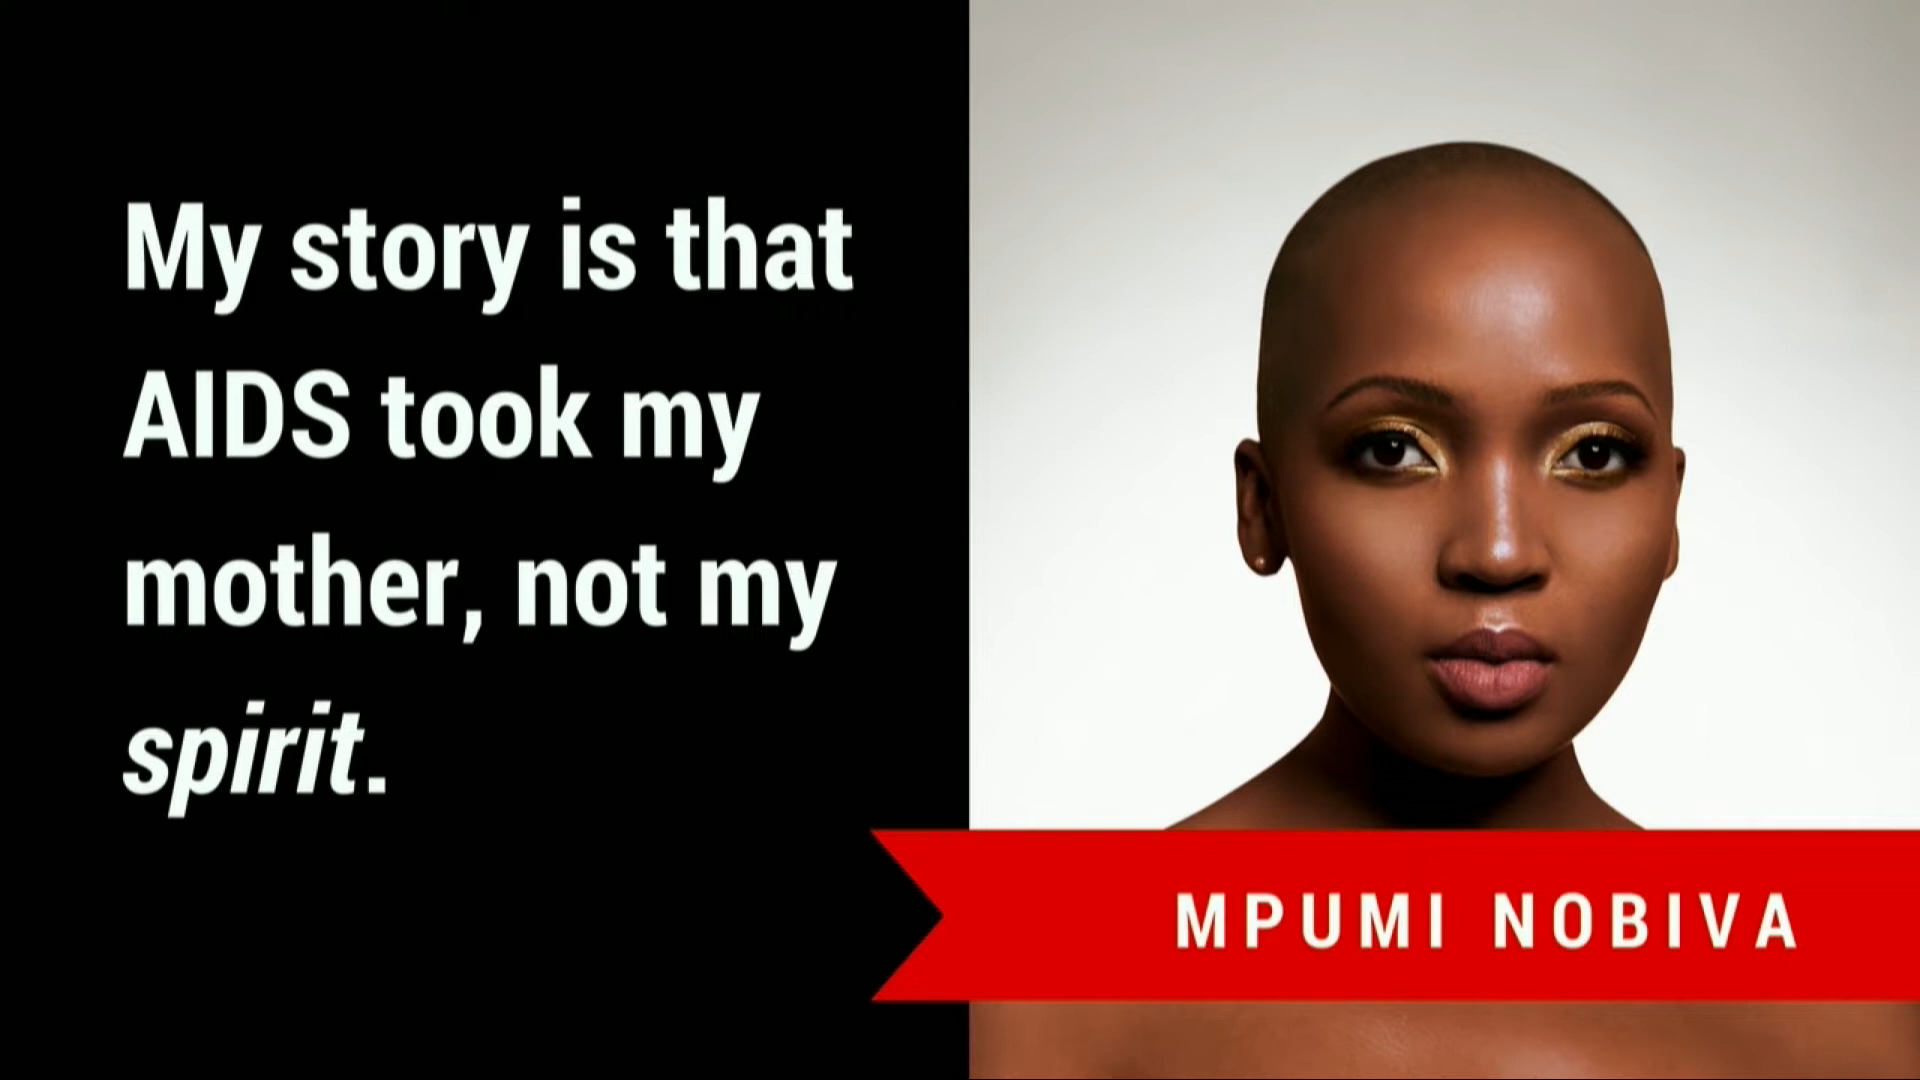 My story is that
AIDS took my
mother, not my
spirit.
MPUMI NOBIVA